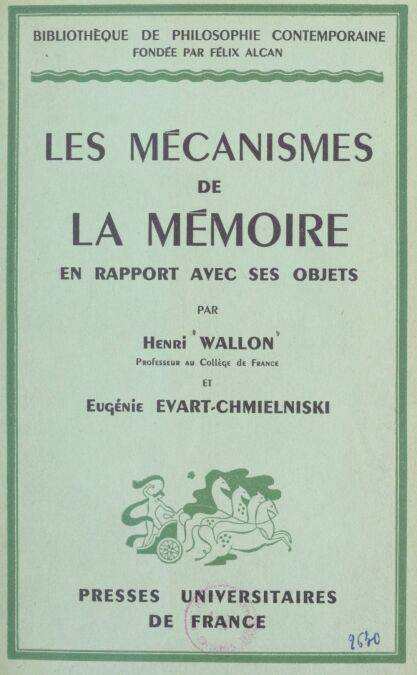 BIBLIOTHÈQUE DE PHILOSOPHIE CONTEMPORAINE
FONDÉE PAR FÉLIX ALCAN
LES MÉCANISMES
DE
LA MÉMOIRE
EN RAPPORT AVEC SES OBJETS
PAR
HENRI WALLON
PROFESSEUR AU COLLÈGE DE FRANCE
ET
EUGÉNIE EVART-CHMIELNISKI
PRESSES UNIVERSITAIRES
DE FRANCE